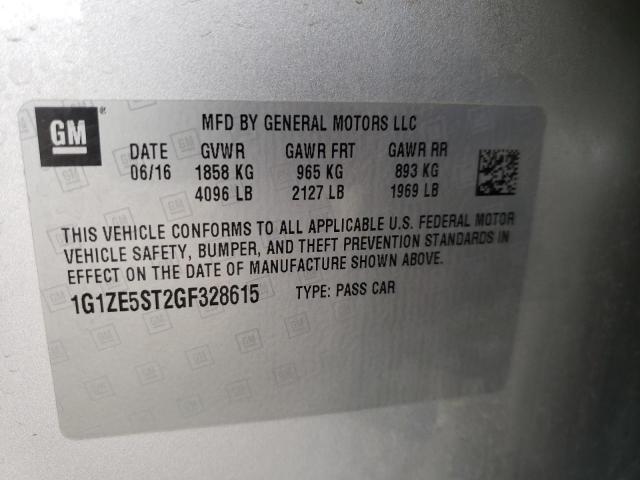 GM
MFD BY GENERAL MOTORS LLC
DATE GVWR GAWR FRT GAWR RR
06/16 1858 KG 965 KG 893 KG
4096 LB 2127 LB 1969 LB
THIS VEHICLE CONFORMS TO ALL APPLICABLE U.S. FEDERAL MOTOR
VEHICLE SAFETY, BUMPER, AND THEFT PREVENTION STANDARDS IN
EFFECT ON THE DATE OF MANUFACTURE SHOWN ABOVE.
1G1ZE5ST2GF328615 TYPE: PASS CAR